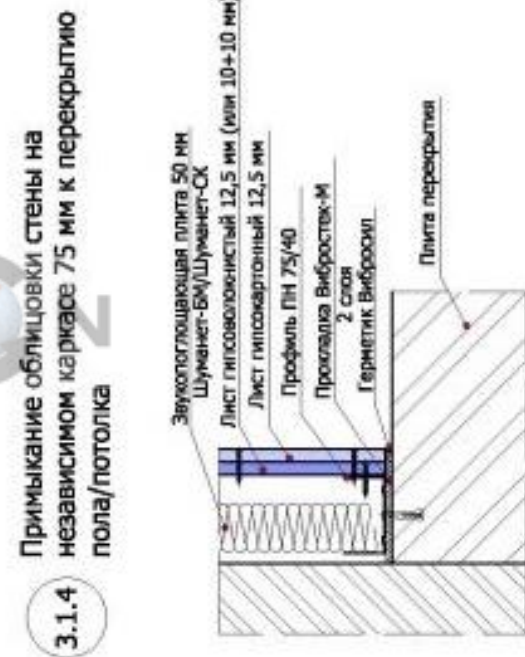 3.1.4
Примыкание облицовки стены на
независимом каркасе 75 мм к перекрытию
пола/потолка
Звукопоглощающая плита 50 мм
Шуманет-БМ/Шуманет-СК
Лист гипсоволокнистый 12,5 мм (или 10+10 мм)
Лист гипсокартонный 12,5 мм
Профиль ПН 75/40
Прокладка Вибростек-М
2 слоя
Герметик Вибросил
Плита перекрытия